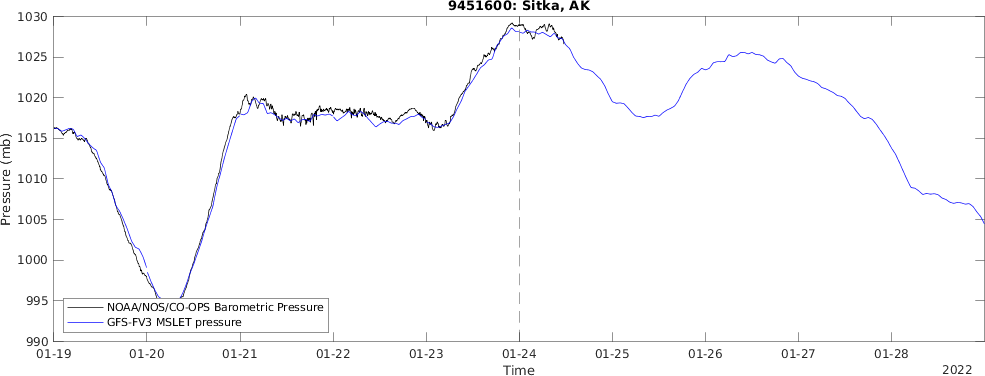 9451600: Sitka, AK
1030
1025
1020
1015
1010
1005
1000
995
990
Pressure (mb)
NOAA/NOS/CO-OPS Barometric Pressure
GFS-FV3 MSLET pressure
01-19 01-20 01-21 01-22 01-23 01-24 01-25 01-26 01-27 01-28
Time
2022